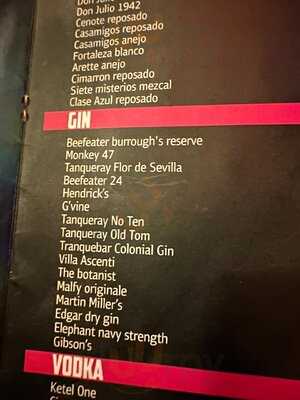 Don Julio 1942
Cenote reposado
Casamigos reposado
Casamigos anejo
Fortaleza blanco
Arette anejo
Cimarron reposado
Siete misterios mezcal
Clase Azul reposado
GIN
Beefeater burrough's reserve
Monkey 47
Tanqueray Flor de Sevilla
Beefeater 24
Hendrick's
G'vine
Tanqueray No Ten
Tanqueray Old Tom
Tranquebar Colonial Gin
Villa Ascenti
The botanist
Malfy originale
Martin Miller's
Edgar dry gin
Elephant navy strength
Gibson's
VODKA
Ketel One